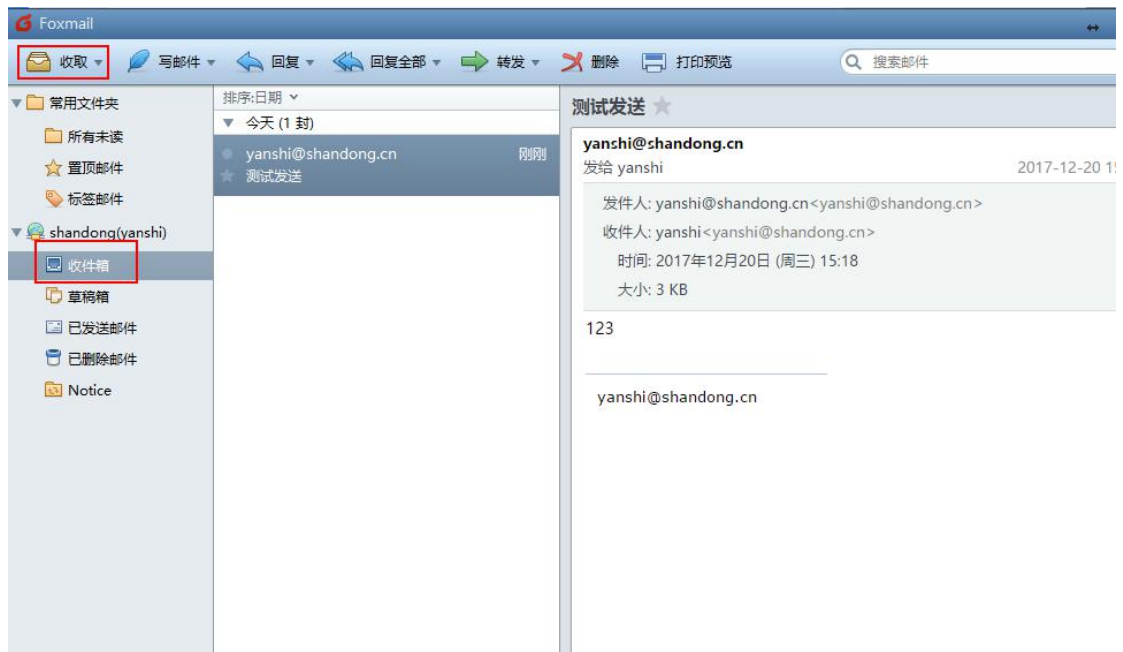 Foxmail
收取 写邮件 回复 回复全部 转发 删除 打印预览 搜索邮件
常用文件夹
所有未读
置顶邮件
标签邮件
shandong(yanshi)
收件箱
草稿箱
已发送邮件
已删除邮件
Notice
排序:日期
今天 (1 封)
yanshi@shandong.cn 刚刚
测试发送
测试发送
yanshi@shandong.cn
发给 yanshi 2017-12-20 1
发件人: yanshi@shandong.cn<yanshi@shandong.cn>
收件人: yanshi<yanshi@shandong.cn>
时间: 2017年12月20日 (周三) 15:18
大小: 3 KB
123
yanshi@shandong.cn